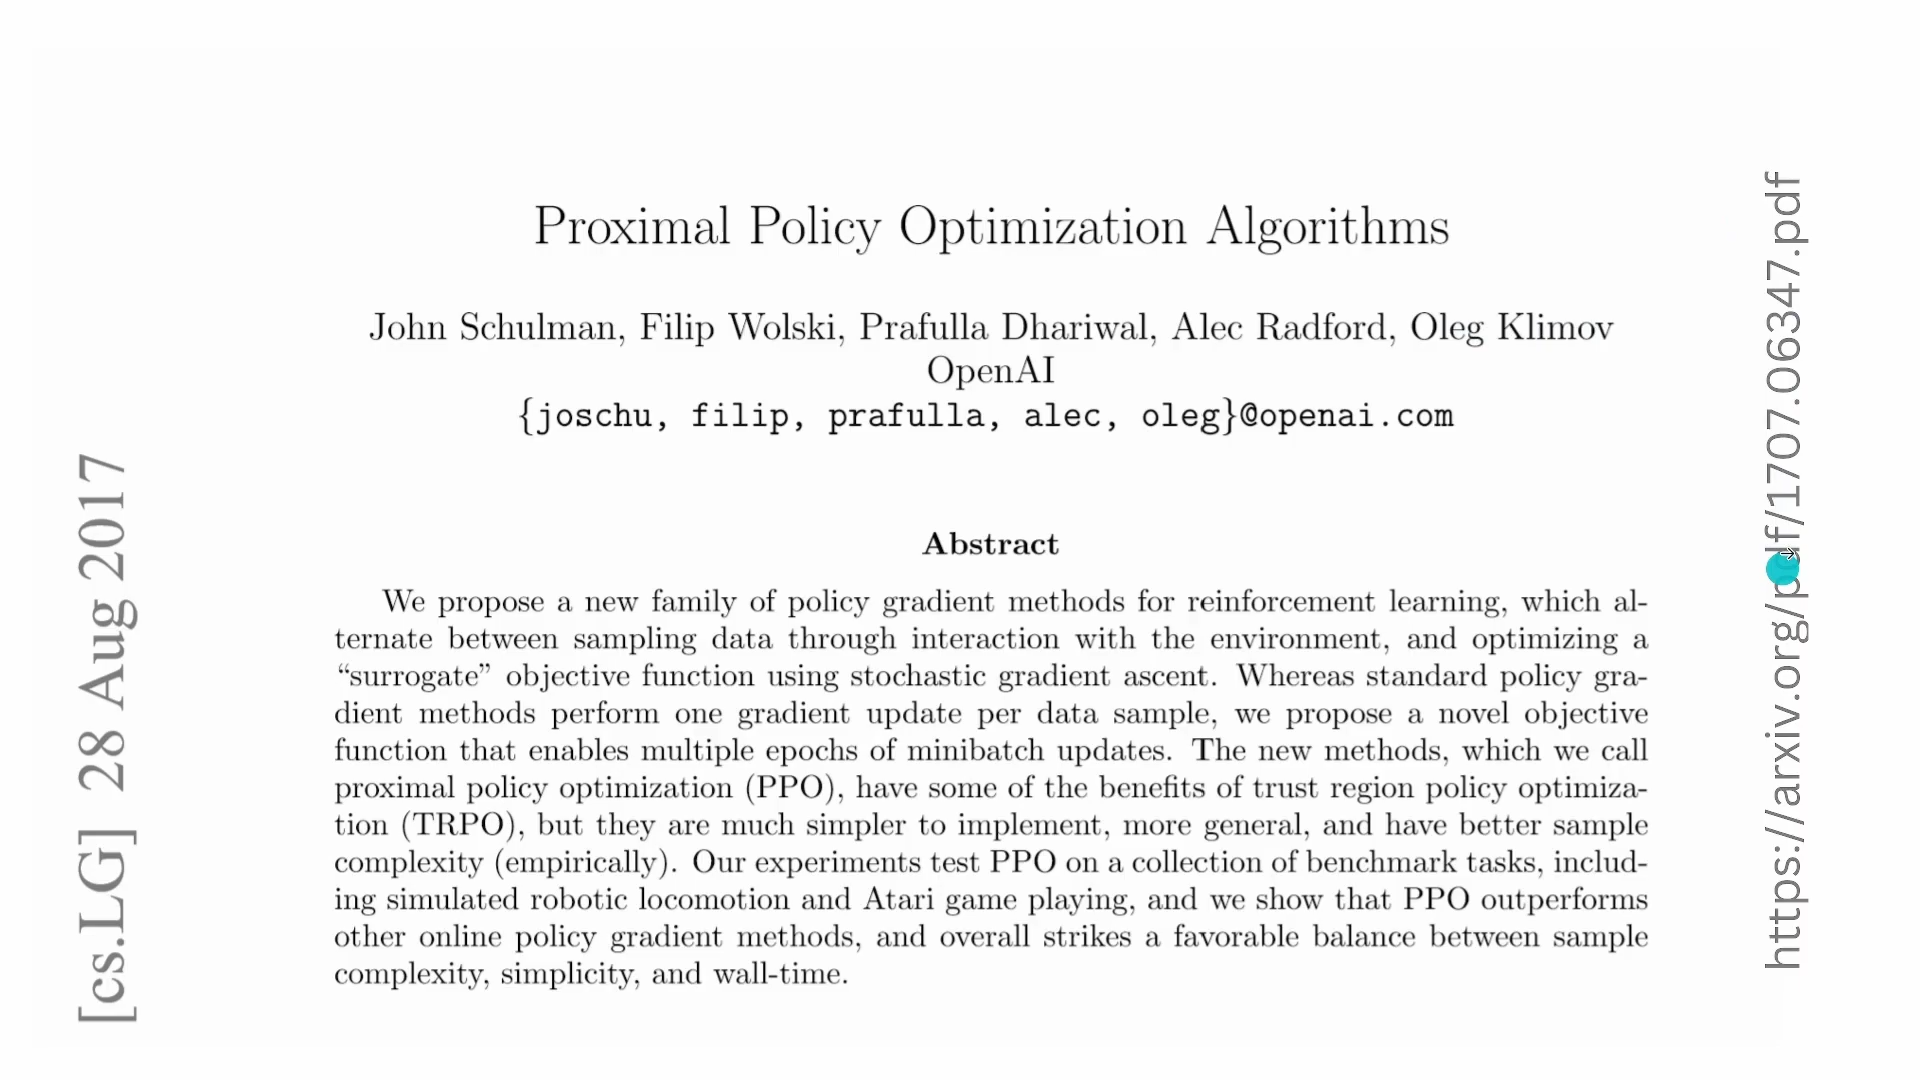 Proximal Policy Optimization Algorithms
John Schulman, Filip Wolski, Prafulla Dhariwal, Alec Radford, Oleg Klimov
OpenAI
{joschu, filip, prafulla, alec, oleg}@openai.com
Abstract
We propose a new family of policy gradient methods for reinforcement learning, which al-
ternate between sampling data through interaction with the environment, and optimizing a
“surrogate” objective function using stochastic gradient ascent. Whereas standard policy gra-
dient methods perform one gradient update per data sample, we propose a novel objective
function that enables multiple epochs of minibatch updates. The new methods, which we call
proximal policy optimization (PPO), have some of the benefits of trust region policy optimiza-
tion (TRPO), but they are much simpler to implement, more general, and have better sample
complexity (empirically). Our experiments test PPO on a collection of benchmark tasks, includ-
ing simulated robotic locomotion and Atari game playing, and we show that PPO outperforms
other online policy gradient methods, and overall strikes a favorable balance between sample
complexity, simplicity, and wall-time.
[cs.LG] 28 Aug 2017
https://arxiv.org/pdf/1707.06347.pdf